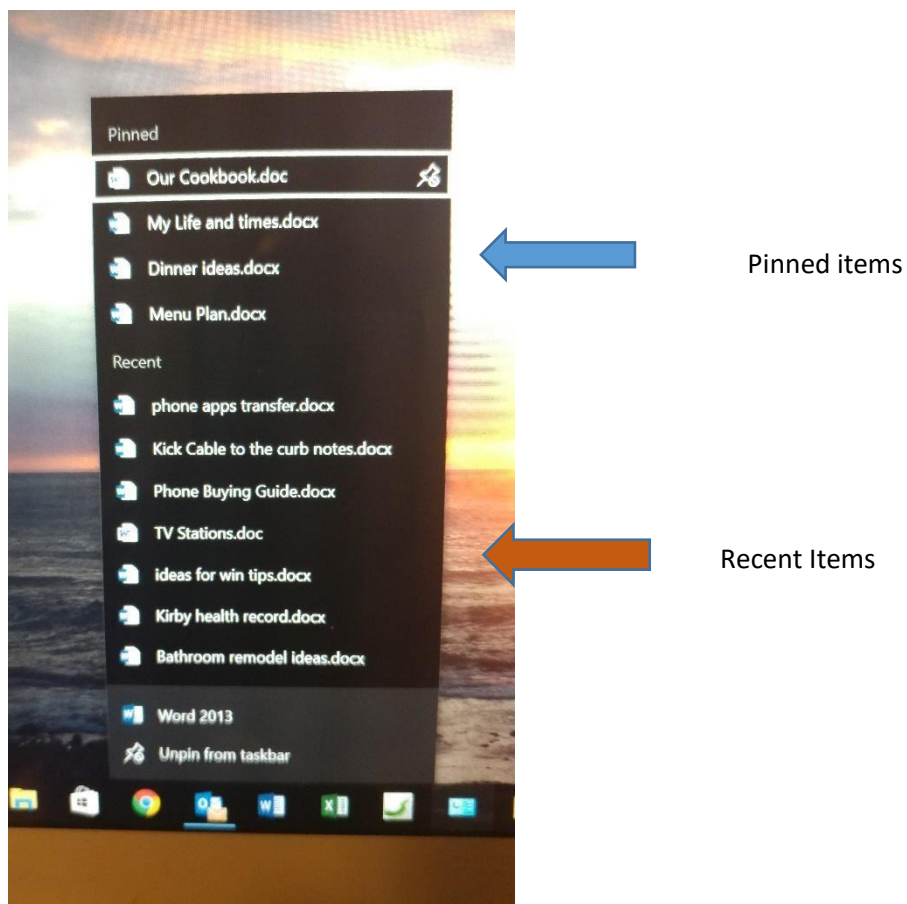 Pinned
Our Cookbook.doc
My Life and times.docx
Dinner ideas.docx
Menu Plan.docx
Pinned items
Recent
phone apps transfer.docx
Kick Cable to the curb notes.docx
Phone Buying Guide.docx
TV Stations.doc
Recent Items
ideas for win tips.docx
Kirby health record.docx
Bathroom remodel ideas.docx
Word 2013
Unpin from taskbar